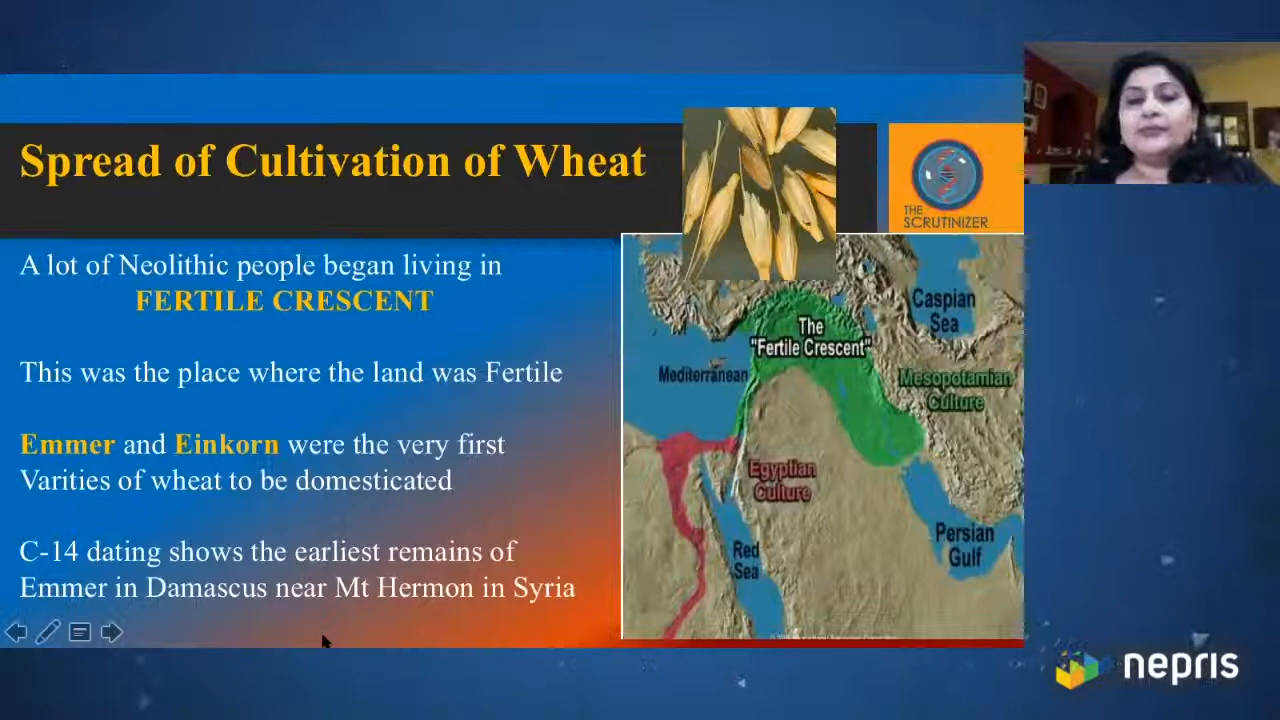 Spread of Cultivation of Wheat
THE
SCRUTINIZER
A lot of Neolithic people began living in
FERTILE CRESCENT
This was the place where the land was Fertile
Emmer and Einkorn were the very first
Varities of wheat to be domesticated
C-14 dating shows the earliest remains of
Emmer in Damascus near Mt Hermon in Syria
Caspian
Sea
The
"Fertile Crescent"
Mediterranean
Mesopotamian
Culture
Egyptian
Culture
Red
Sea
Persian
Gulf
nepris